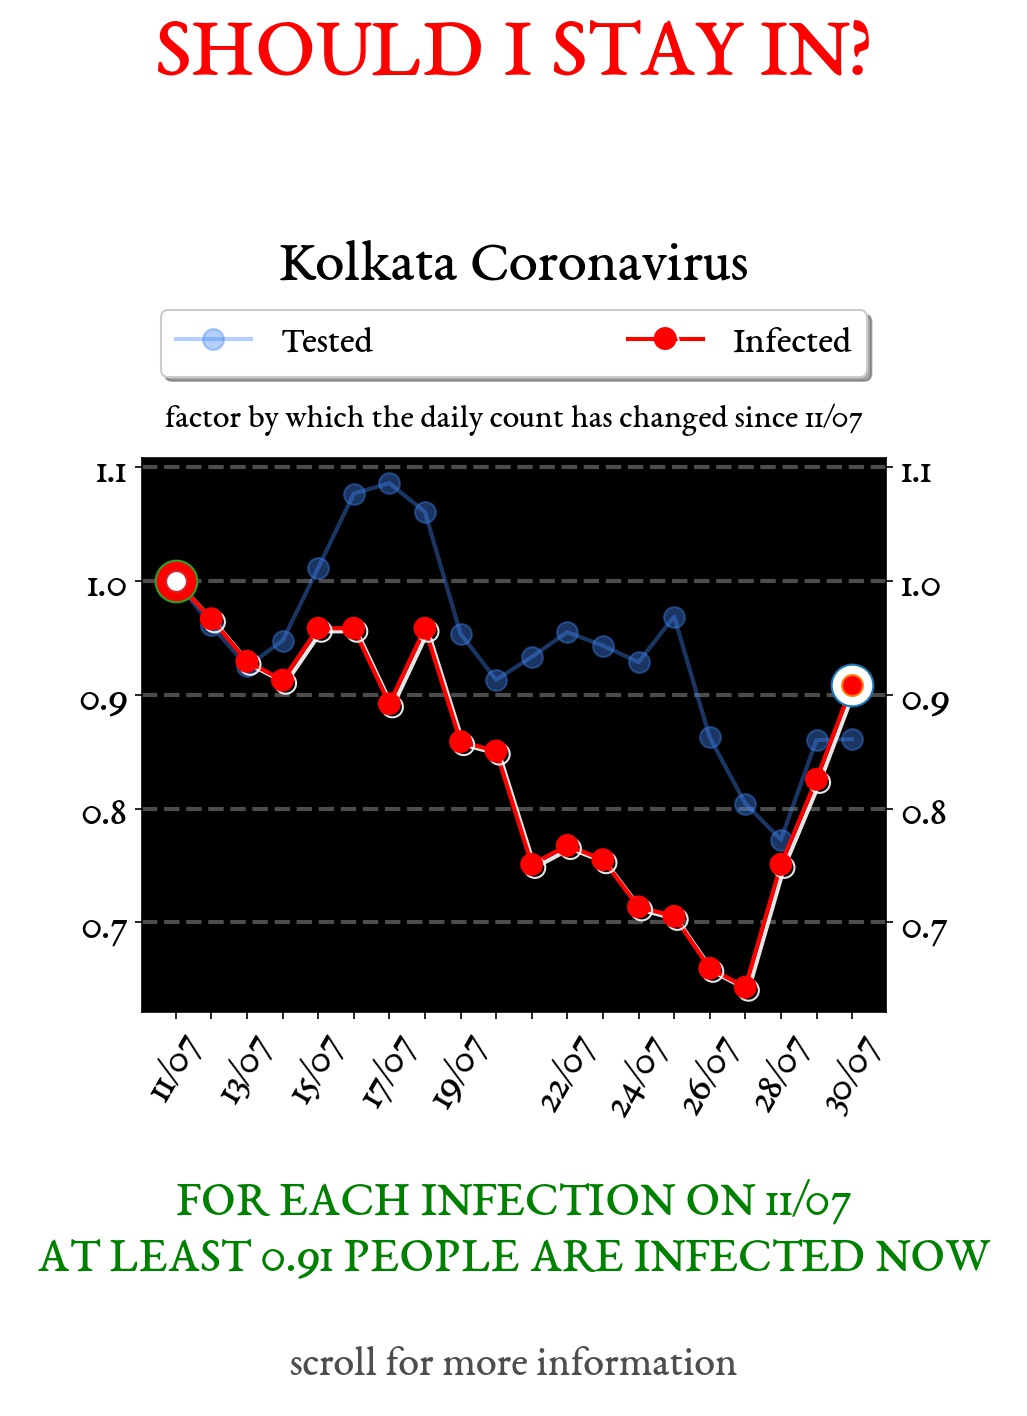 SHOULD I STAY IN?
Kolkata Coronavirus
Tested Infected
factor by which the daily count has changed since 11/07
1.1 1.1
1.0 1.0
0.9 0.9
0.8 0.8
0.7 0.7
11/07 13/07 15/07 17/07 19/07 22/07 24/07 26/07 28/07 30/07
FOR EACH INFECTION ON 11/07
AT LEAST 0.91 PEOPLE ARE INFECTED NOW
scroll for more information